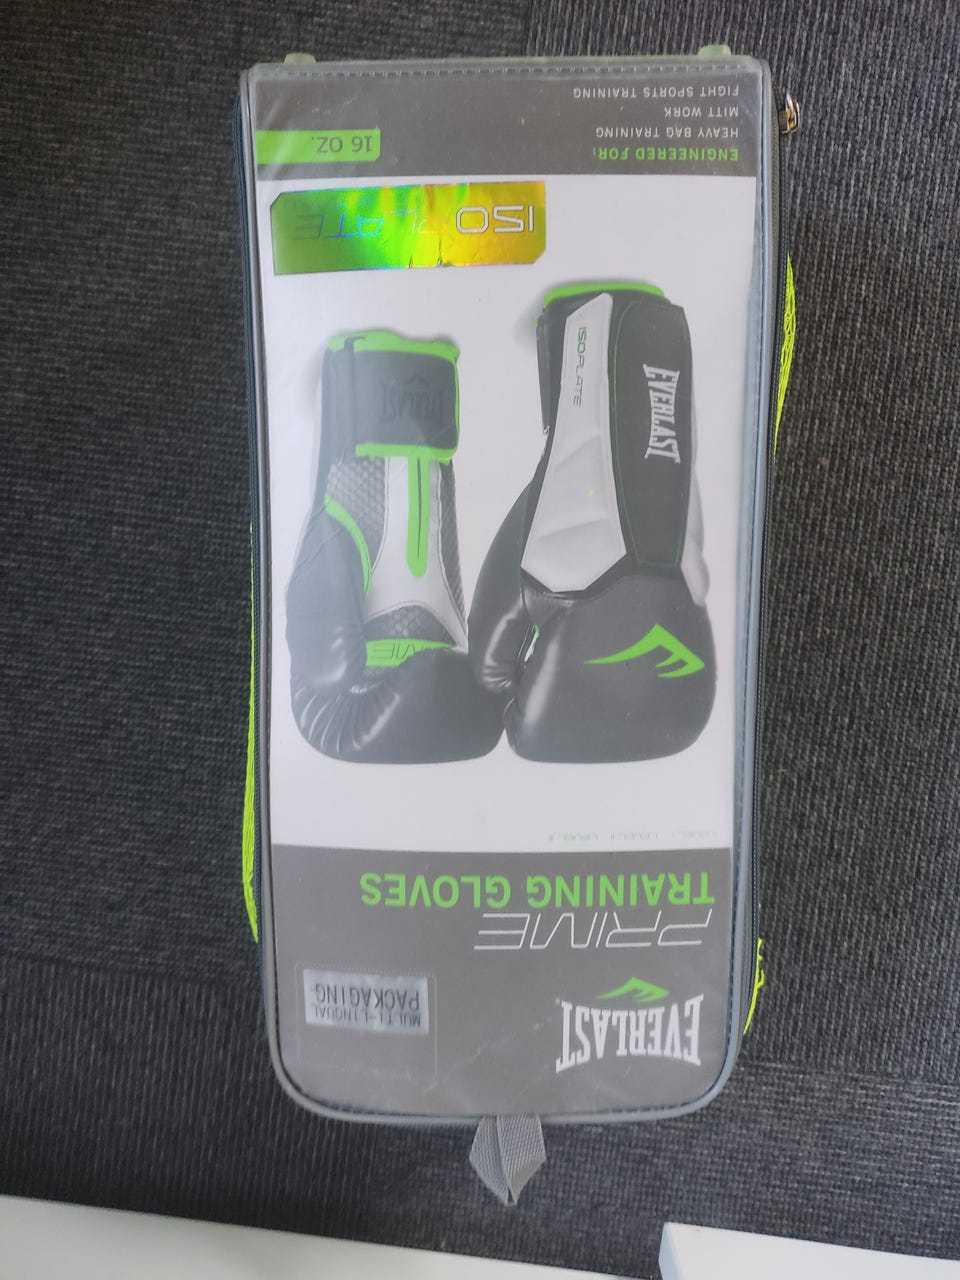 EVERLAST
MULTI-LINGUAL
PACKAGING
PRIME
TRAINING GLOVES
EVERLAST
ISOPLATE
EVERLAST
ISOPLATE
16 OZ.
ENGINEERED FOR:
HEAVY BAG TRAINING
MITT WORK
FIGHT SPORTS TRAINING